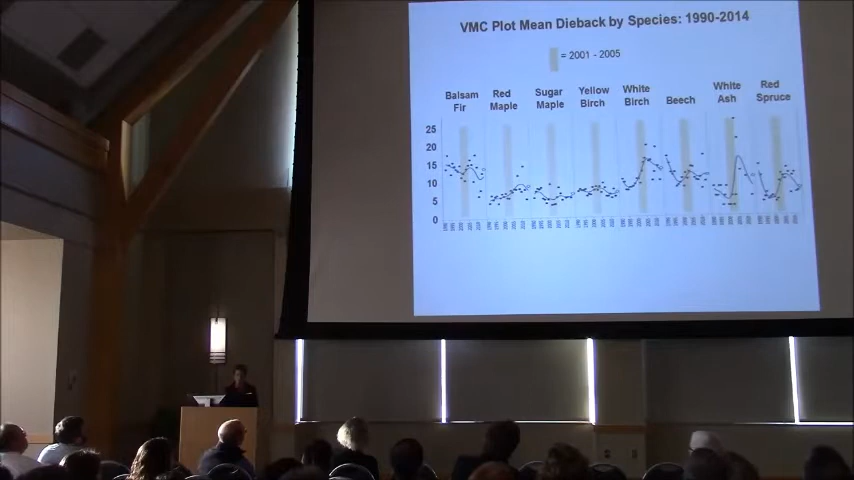 VMC Plot Mean Dieback by Species: 1990-2014
= 2001 - 2005
Balsam Fir
Red Maple
Sugar Maple
Yellow Birch
White Birch
Beech
White Ash
Red Spruce
25
20
15
10
5
0